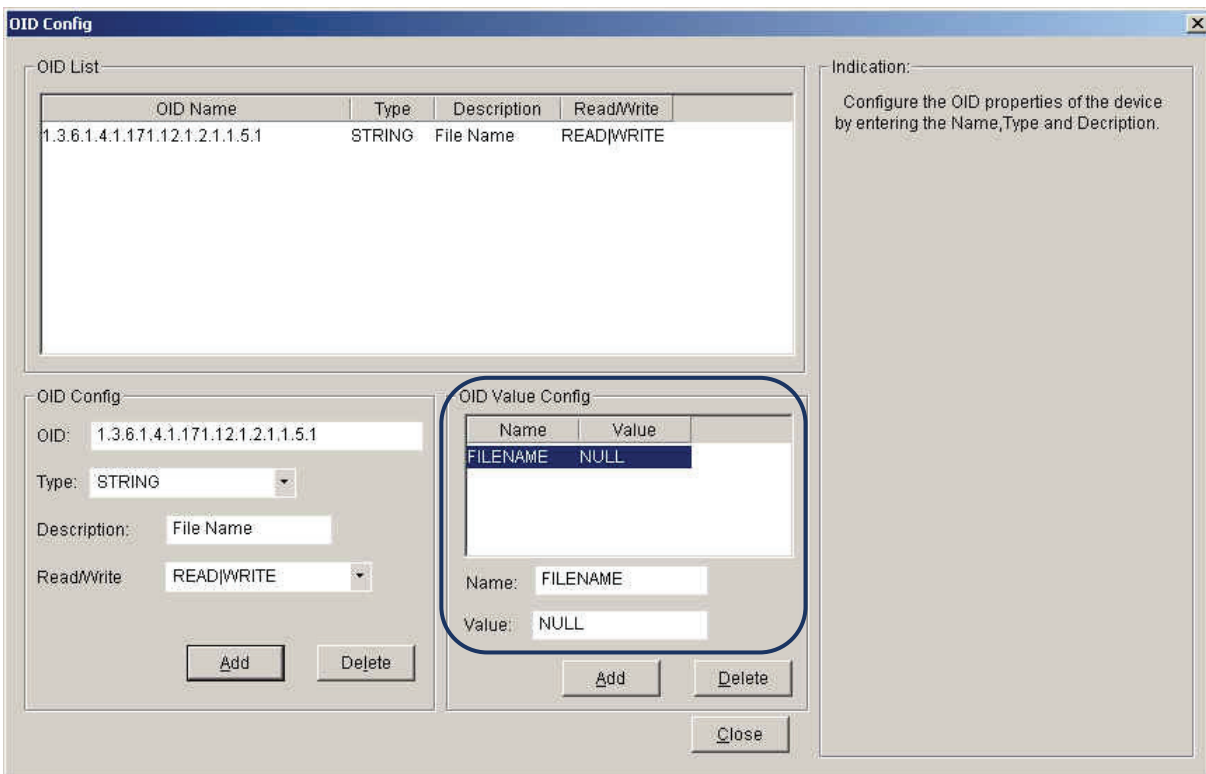 OID Config
OID List
OID Name Type Description Read/Write
1.3.6.1.4.1.171.12.1.2.1.1.5.1 STRING File Name READ|WRITE
Indication:
Configure the OID properties of the device
by entering the Name,Type and Decription.
OID Config
OID: 1.3.6.1.4.1.171.12.1.2.1.1.5.1
Type: STRING
Description: File Name
Read/Write READ|WRITE
Add Delete
OID Value Config
Name Value
FILENAME NULL
Name: FILENAME
Value: NULL
Add Delete
Close